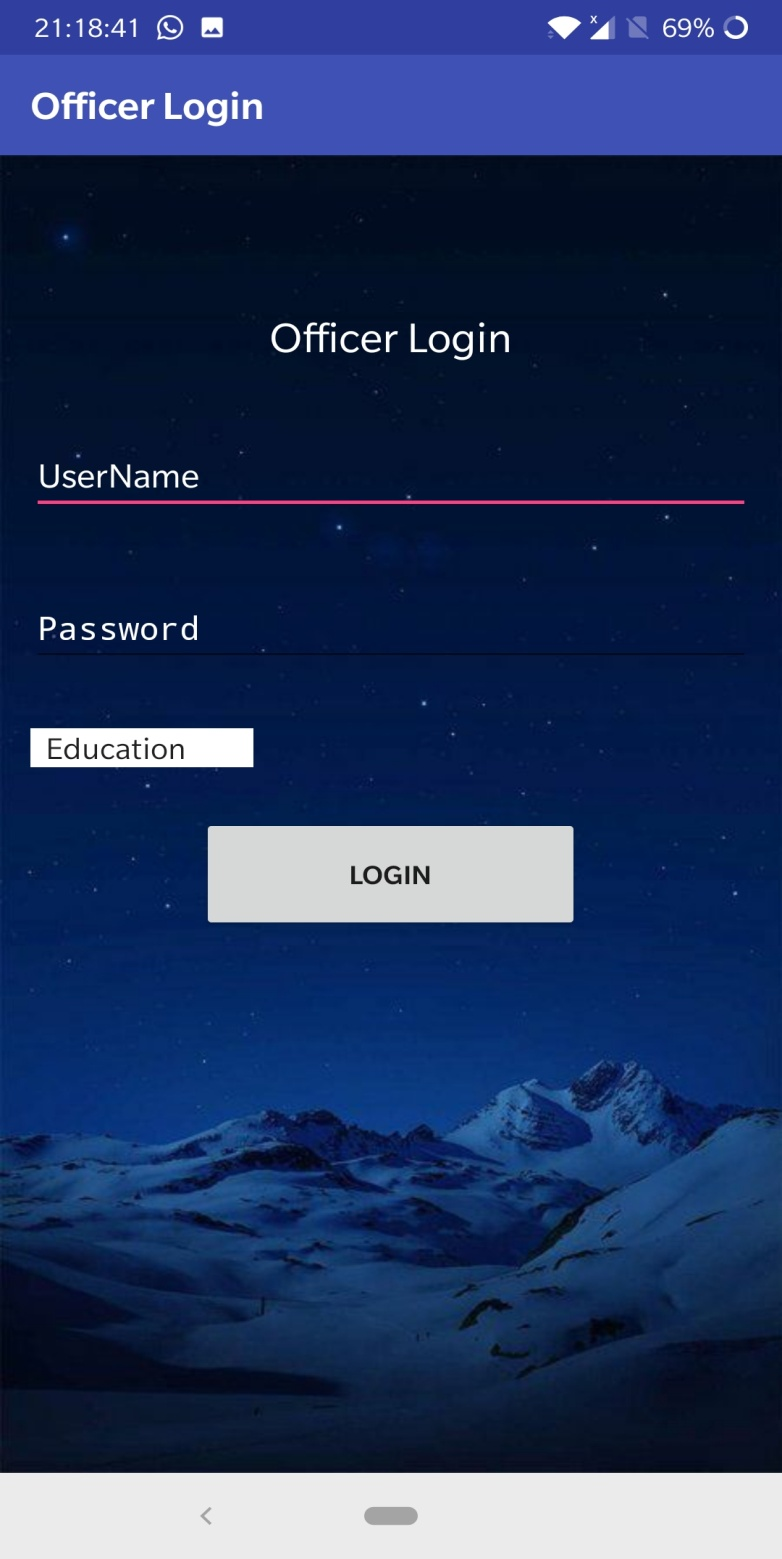 21:18:41 69%
Officer Login
Officer Login
UserName
Password
Education
LOGIN